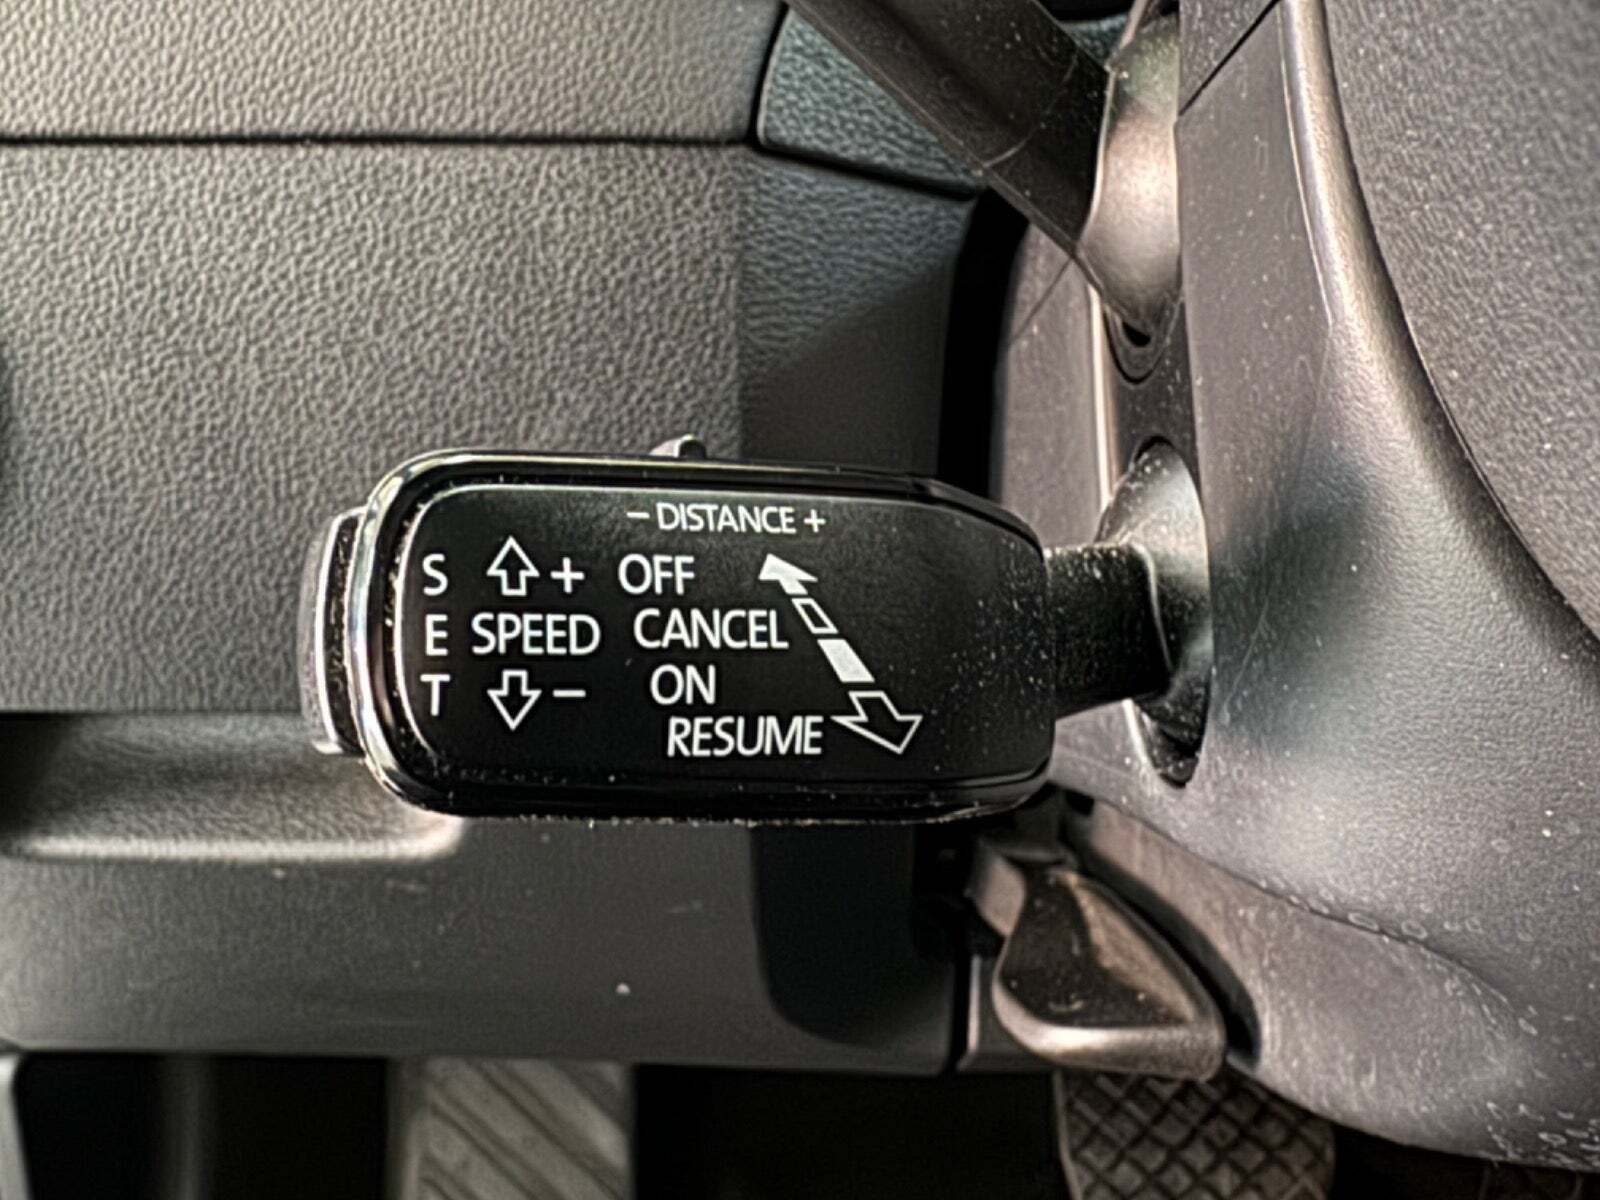 − DISTANCE +
S + OFF
E SPEED CANCEL
T − ON
RESUME